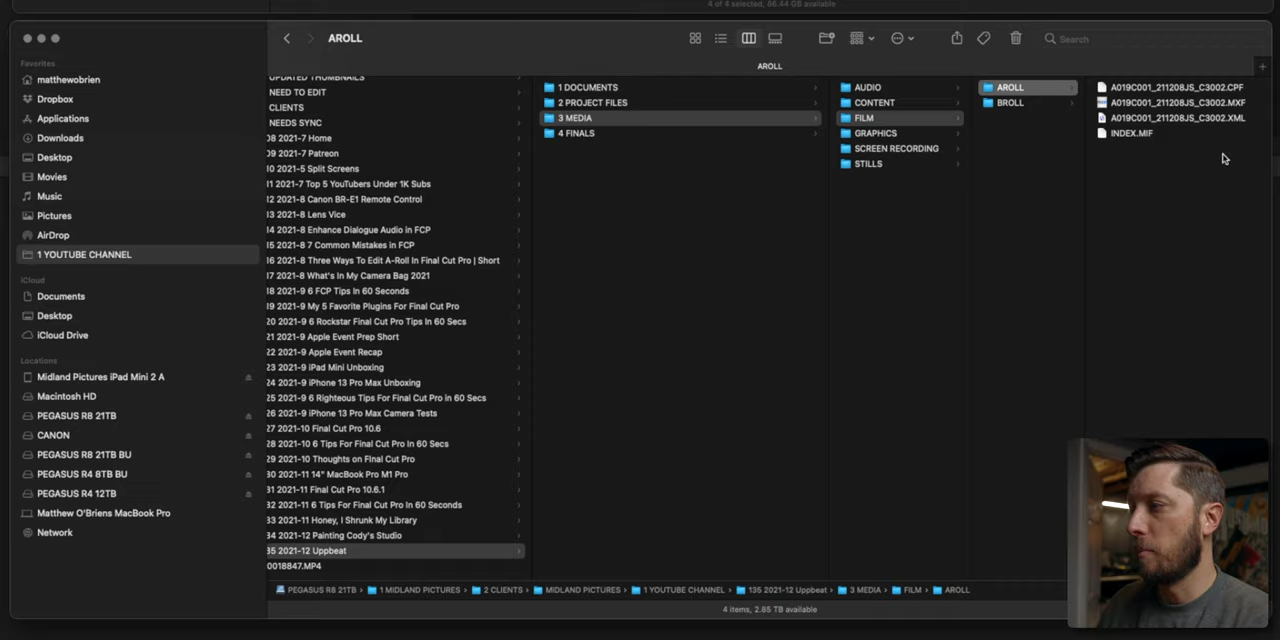 4 of 4 selected, 86.44 GB available
AROLL
Search
AROLL
Favorites
matthewobrien
Dropbox
Applications
Downloads
Desktop
Movies
Music
Pictures
AirDrop
1 YOUTUBE CHANNEL
iCloud
Documents
Desktop
iCloud Drive
Locations
Midland Pictures iPad Mini 2 A
Macintosh HD
PEGASUS R8 21TB
CANON
PEGASUS R8 21TB BU
PEGASUS R4 8TB BU
PEGASUS R4 12TB
Matthew O'Briens MacBook Pro
Network
UPDATED THUMBNAILS
NEED TO EDIT
CLIENTS
NEEDS SYNC
08 2021-7 Home
09 2021-7 Patreon
10 2021-5 Split Screens
11 2021-7 Top 5 YouTubers Under 1K Subs
12 2021-8 Canon BR-E1 Remote Control
13 2021-8 Lens Vice
14 2021-8 Enhance Dialogue Audio in FCP
15 2021-8 7 Common Mistakes in FCP
16 2021-8 Three Ways To Edit A-Roll In Final Cut Pro | Short
17 2021-8 What's In My Camera Bag 2021
18 2021-9 6 FCP Tips In 60 Seconds
19 2021-9 My 5 Favorite Plugins For Final Cut Pro
20 2021-9 6 Rockstar Final Cut Pro Tips In 60 Secs
21 2021-9 Apple Event Prep Short
22 2021-9 Apple Event Recap
23 2021-9 iPad Mini Unboxing
24 2021-9 iPhone 13 Pro Max Unboxing
25 2021-9 6 Righteous Tips For Final Cut Pro in 60 Secs
26 2021-9 iPhone 13 Pro Max Camera Tests
27 2021-10 Final Cut Pro 10.6
28 2021-10 6 Tips For Final Cut Pro In 60 Seconds
29 2021-10 Thoughts on Final Cut Pro
30 2021-11 14" MacBook Pro M1 Pro
31 2021-11 Final Cut Pro 10.6.1
32 2021-11 6 Tips For Final Cut Pro In 60 Seconds
33 2021-11 Honey, I Shrunk My Library
34 2021-12 Painting Cody's Studio
35 2021-12 Uppbeat
0018847.MP4
1 DOCUMENTS
2 PROJECT FILES
3 MEDIA
4 FINALS
AUDIO
CONTENT
FILM
GRAPHICS
SCREEN RECORDING
STILLS
AROLL
BROLL
A019C001_211208JS_C3002.CPF
A019C001_211208JS_C3002.MXF
A019C001_211208JS_C3002.XML
INDEX.MIF
PEGASUS R8 21TB › 1 MIDLAND PICTURES › 2 CLIENTS › MIDLAND PICTURES › 1 YOUTUBE CHANNEL › 135 2021-12 Uppbeat › 3 MEDIA › FILM › AROLL
4 items, 2.85 TB available